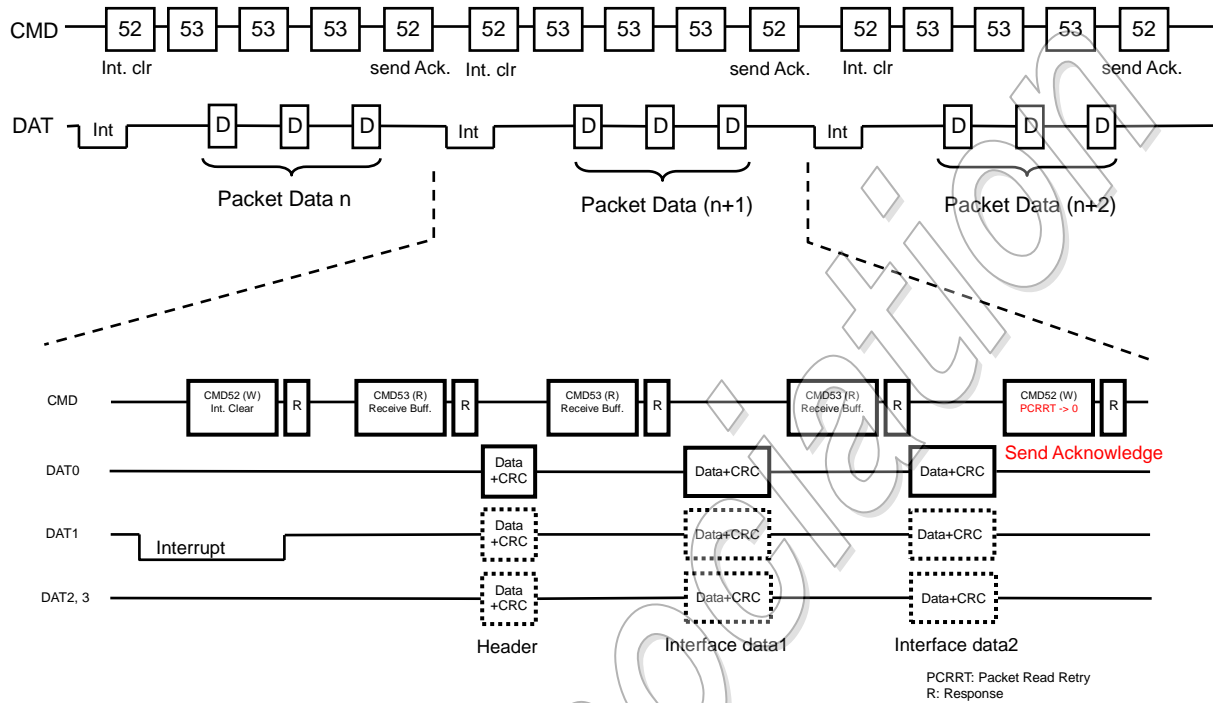 CMD 52 53 53 53 52 52 53 53 53 52 52 53 53 53 52
Int. clr send Ack. Int. clr send Ack. Int. clr send Ack.
DAT Int D D D Int D D D Int D D D
Packet Data n Packet Data (n+1) Packet Data (n+2)
CMD CMD52 (W) R CMD53 (R) R CMD53 (R) R CMD53 (R) R CMD52 (W) R
Int. Clear Receive Buff. Receive Buff. Receive Buff. PCRRT -> 0
Send Acknowledge
DAT0 Data Data+CRC Data+CRC
+CRC
DAT1 Interrupt Data Data+CRC Data+CRC
+CRC
DAT2, 3 Data Data+CRC Data+CRC
+CRC
Header Interface data1 Interface data2
PCRRT: Packet Read Retry
R: Response
ociation